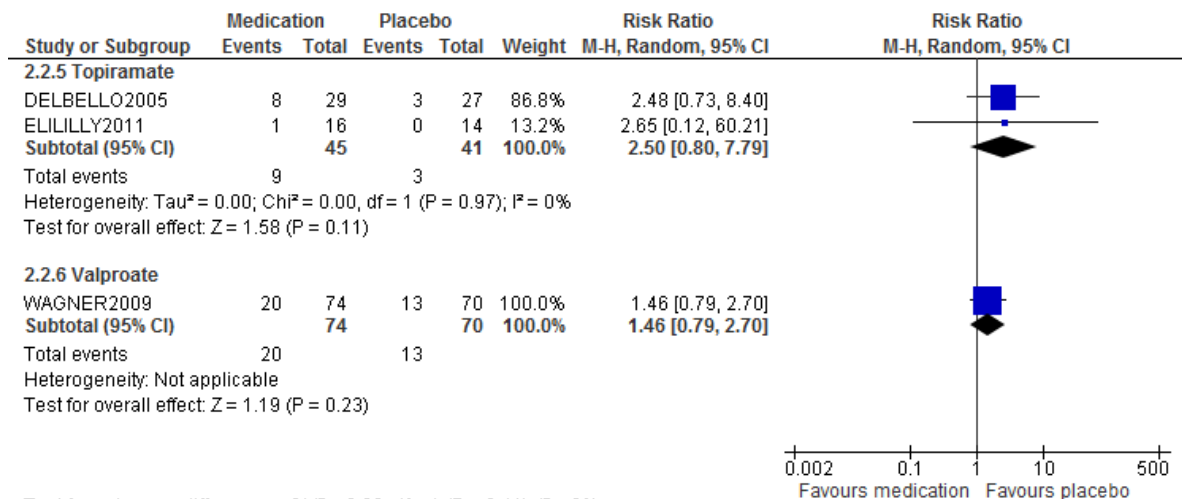 Medication Placebo Risk Ratio Risk Ratio
Study or Subgroup Events Total Events Total Weight M-H, Random, 95% CI M-H, Random, 95% CI
2.2.5 Topiramate
DELBELLO2005 8 29 3 27 86.8% 2.48 [0.73, 8.40]
ELILILLY2011 1 16 0 14 13.2% 2.65 [0.12, 60.21]
Subtotal (95% CI) 45 41 100.0% 2.50 [0.80, 7.79]
Total events 9 3
Heterogeneity: Tau² = 0.00; Chi² = 0.00, df = 1 (P = 0.97); I² = 0%
Test for overall effect: Z = 1.58 (P = 0.11)
2.2.6 Valproate
WAGNER2009 20 74 13 70 100.0% 1.46 [0.79, 2.70]
Subtotal (95% CI) 74 70 100.0% 1.46 [0.79, 2.70]
Total events 20 13
Heterogeneity: Not applicable
Test for overall effect: Z = 1.19 (P = 0.23)
0.002 0.1 1 10 500
Favours medication Favours placebo